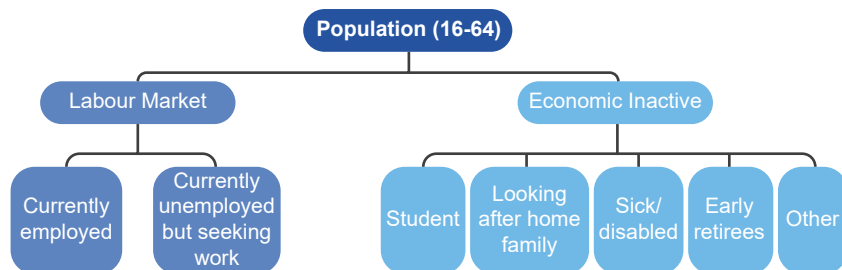 Population (16-64)
Labour Market
Economic Inactive
Currently
employed
Currently
unemployed
but seeking
work
Student
Looking
after home
family
Sick/
disabled
Early
retirees
Other